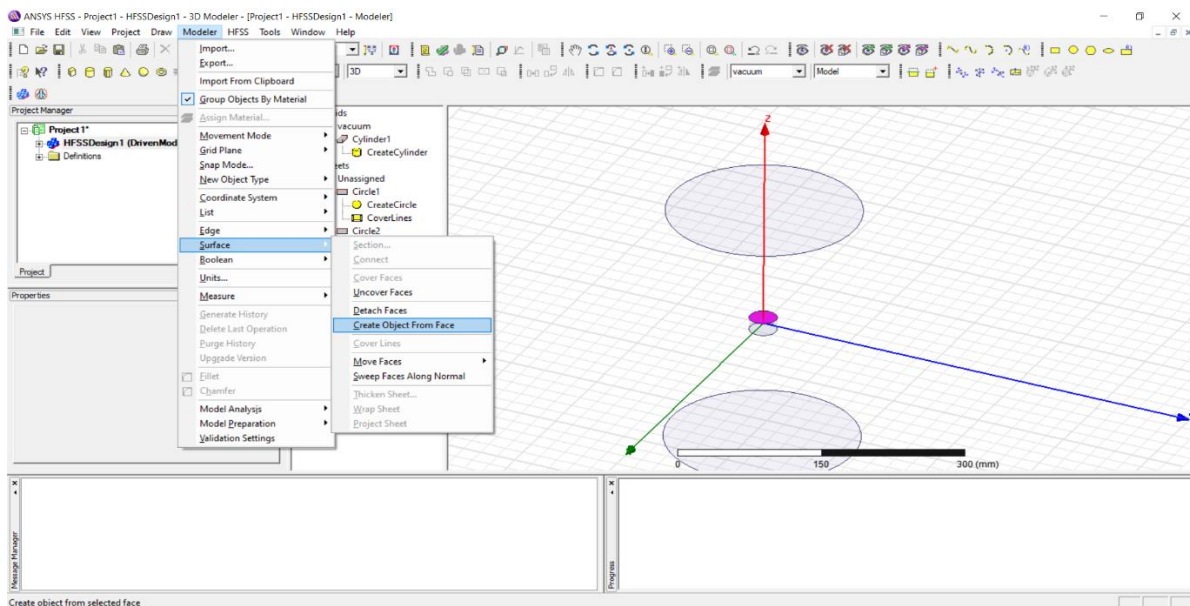 ANSYS HFSS - Project1 - HFSSDesign1 - 3D Modeler - [Project1 - HFSSDesign1 - Modeler]
File Edit View Project Draw Modeler HFSS Tools Window Help
3D
vacuum
Model
Project Manager
Project1*
HFSSDesign1 (DrivenMod
Definitions
Project
Properties
Import...
Export...
Import From Clipboard
Group Objects By Material
Assign Material...
Movement Mode
Grid Plane
Snap Mode...
New Object Type
Coordinate System
List
Edge
Surface
Boolean
Units...
Measure
Generate History
Delete Last Operation
Purge History
Upgrade Version
Fillet
Chamfer
Model Analysis
Model Preparation
Validation Settings
ids
vacuum
Cylinder1
CreateCylinder
eets
Unassigned
Circle1
CreateCircle
CoverLines
Circle2
Section...
Connect
Cover Faces
Uncover Faces
Detach Faces
Create Object From Face
Cover Lines
Move Faces
Sweep Faces Along Normal
Thicken Sheet...
Wrap Sheet
Project Sheet
Z
0 150 300 (mm)
Message Manager
Progress
Create object from selected face